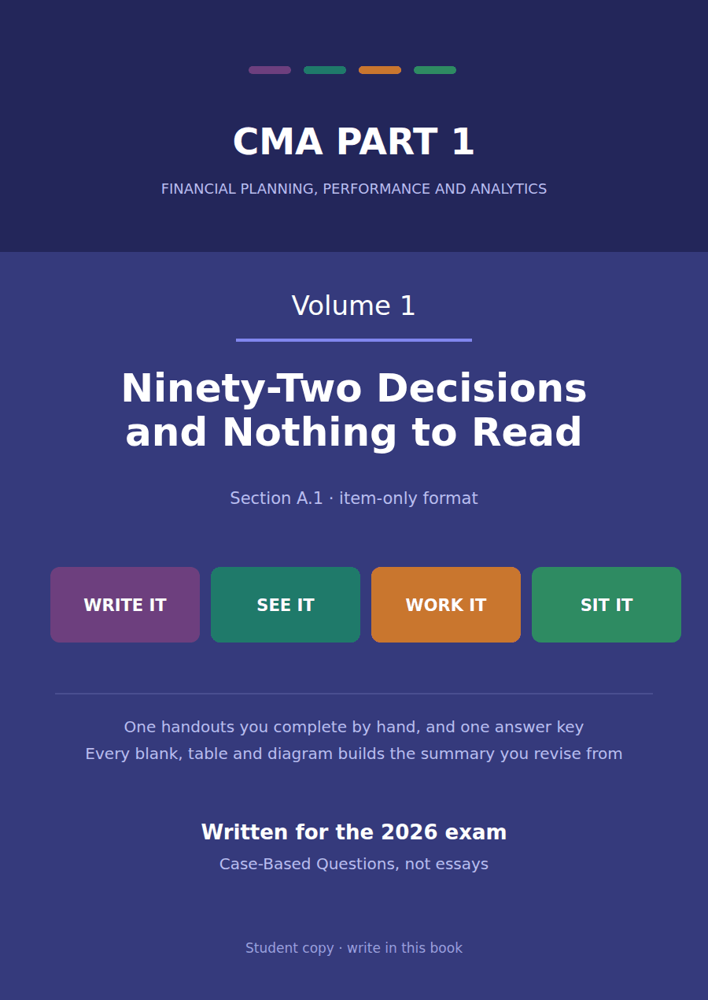 CMA PART 1
FINANCIAL PLANNING, PERFORMANCE AND ANALYTICS
Volume 1
Ninety-Two Decisions
and Nothing to Read
Section A.1 · item-only format
WRITE IT
SEE IT
WORK IT
SIT IT
One handouts you complete by hand, and one answer key
Every blank, table and diagram builds the summary you revise from
Written for the 2026 exam
Case-Based Questions, not essays
Student copy · write in this book